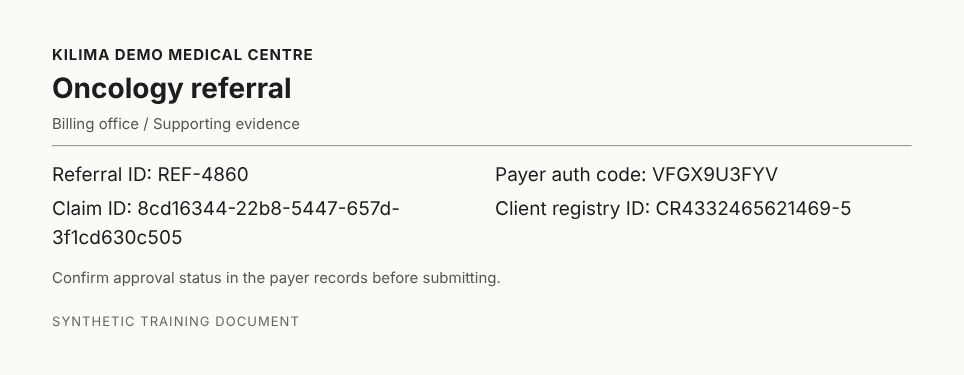 KILIMA DEMO MEDICAL CENTRE
Oncology referral
Billing office / Supporting evidence
Referral ID: REF-4860
Payer auth code: VFGX9U3FYV
Claim ID: 8cd16344-22b8-5447-657d-
3f1cd630c505
Client registry ID: CR4332465621469-5
Confirm approval status in the payer records before submitting.
SYNTHETIC TRAINING DOCUMENT